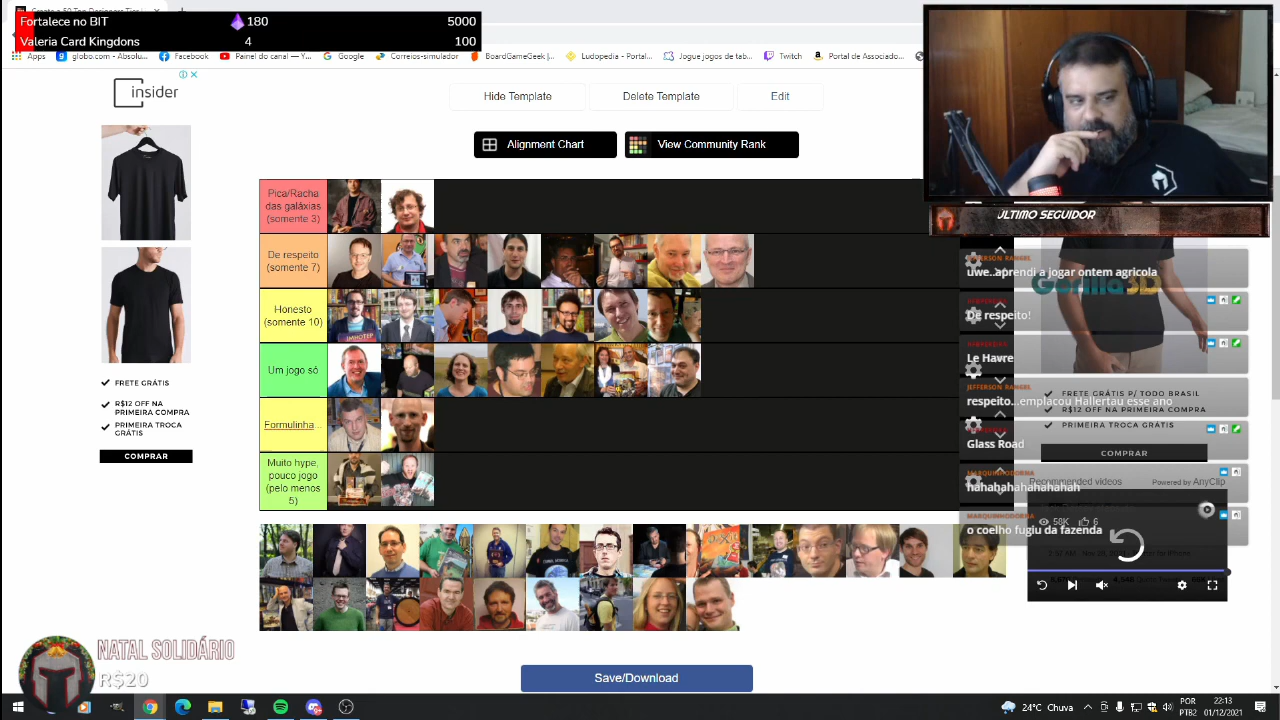 Fortalece no BIT 180 5000
Valeria Card Kingdons 4 100
Apps globo.com - Absolu... Facebook Painel do canal — Y... Google Correios-simulador BoardGameGeek |... Ludopedia - Portal... Jogue jogos de tab... Twitch Portal de Associado...
insider
Hide Template Delete Template Edit
Alignment Chart View Community Rank
Pica/Racha
das galáxias
(somente 3)
De respeito
(somente 7)
Honesto
(somente 10)
Um jogo só
Formulinha...
Muito hype,
pouco jogo
(pelo menos
5)
FRETE GRÁTIS
R$12 OFF NA
PRIMEIRA COMPRA
PRIMEIRA TROCA
GRÁTIS
COMPRAR
ÚLTIMO SEGUIDOR
uwe..aprendi a jogar ontem agricola
De respeito!
Le Havre
JEFFERSON RANGEL
respeito...emplacou Hallertau esse ano
Glass Road
MARQUINHODORNA
hahahahahahahahah
MARQUINHODORNA
o coelho fugiu da fazenda
FRETE GRÁTIS P/ TODO BRASIL
R$12 OFF NA PRIMEIRA COMPRA
PRIMEIRA TROCA GRÁTIS
COMPRAR
Recommended videos Powered by AnyClip
58K 6
Save/Download
NATAL SOLIDÁRIO
R$20
24°C Chuva
POR
PTB2
22:13
01/12/2021